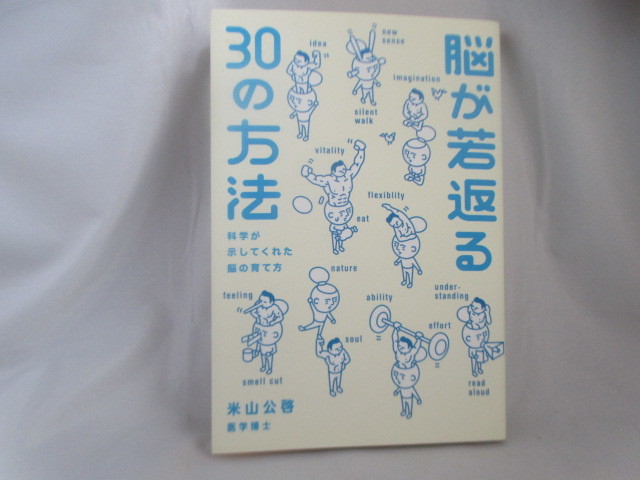 脳が若返る
30の方法
科学が
示してくれた
脳の育て方
idea
new
sense
imagination
silent
walk
vitality
flexiblity
eat
nature
feeling
ability
under-
standing
effort
soul
smell cut
read
aloud
米山公啓
医学博士